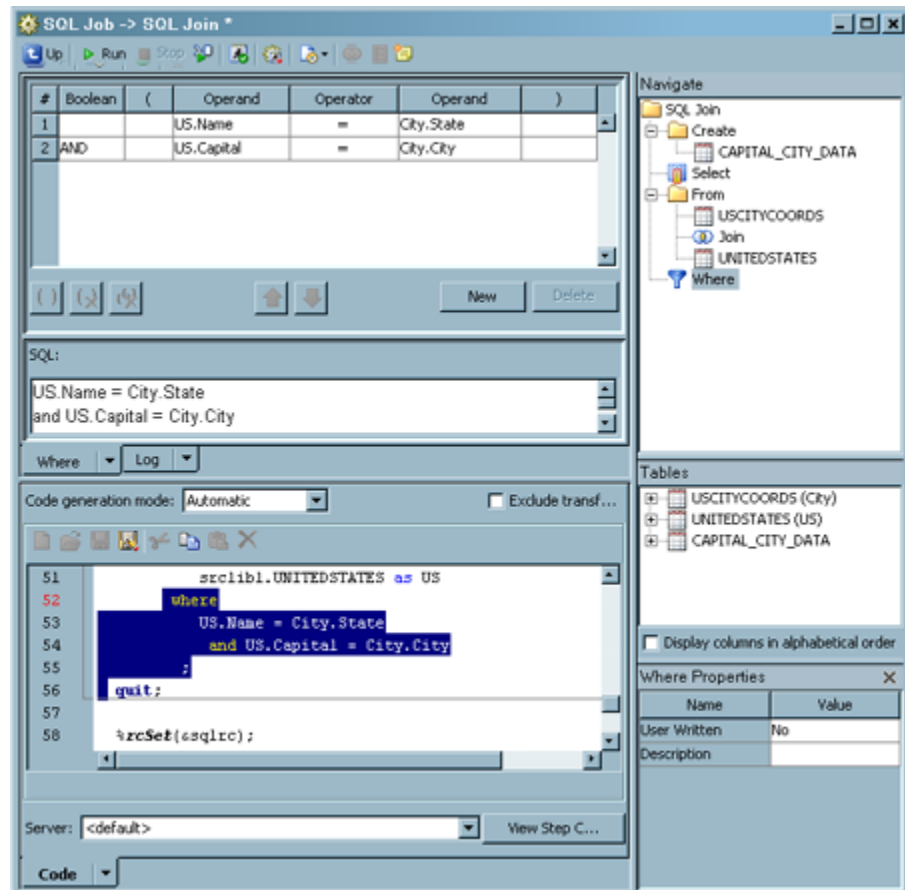 SQL Job -> SQL Join *
Up Run Stop
# Boolean ( Operand Operator Operand )
1 US.Name = City.State
2 AND US.Capital = City.City
New Delete
SQL:
US.Name = City.State
and US.Capital = City.City
Where Log
Code generation mode: Automatic Exclude transf...
51 srclib1.UNITEDSTATES as US
52 where
53 US.Name = City.State
54 and US.Capital = City.City
55 ;
56 quit;
57
58 %rcSet(&sqlrc);
Server: <default> View Step C...
Code
Navigate
SQL Join
Create
CAPITAL_CITY_DATA
Select
From
USCITYCOORDS
Join
UNITEDSTATES
Where
Tables
USCITYCOORDS (City)
UNITEDSTATES (US)
CAPITAL_CITY_DATA
Display columns in alphabetical order
Where Properties
Name Value
User Written No
Description